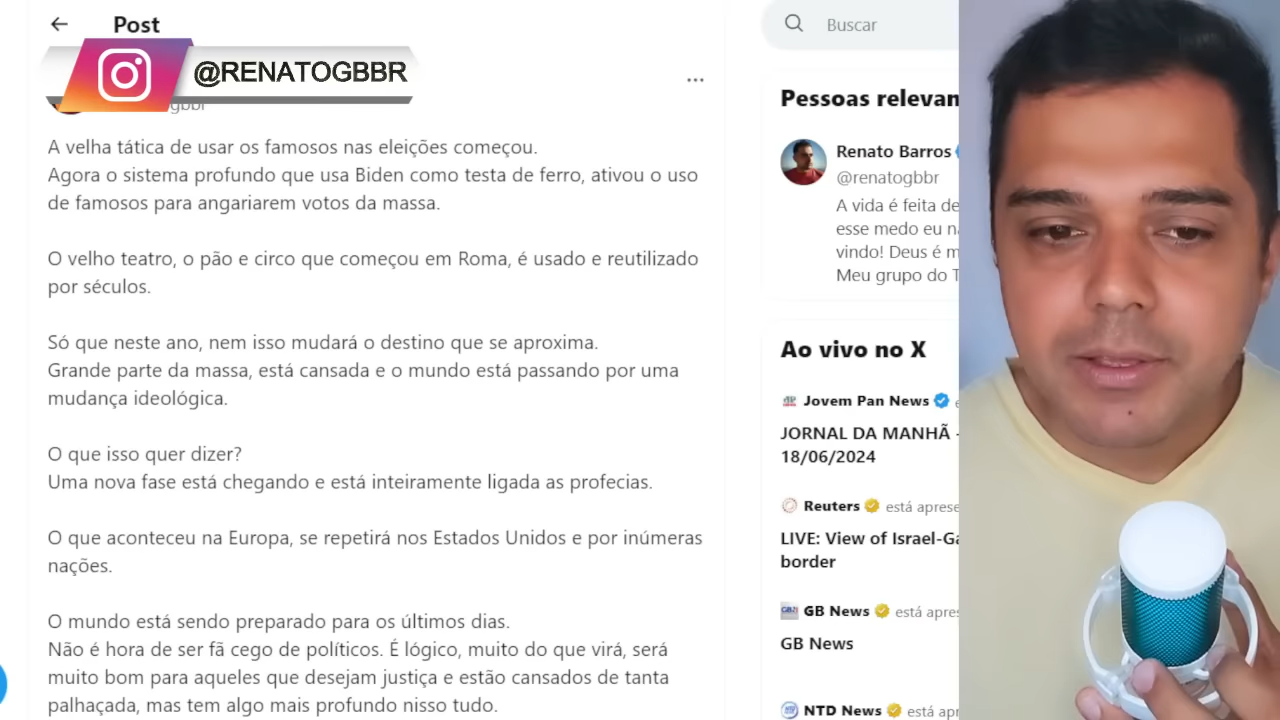 Post
@RENATOGBBR
A velha tática de usar os famosos nas eleições começou.
Agora o sistema profundo que usa Biden como testa de ferro, ativou o uso
de famosos para angariarem votos da massa.
O velho teatro, o pão e circo que começou em Roma, é usado e reutilizado
por séculos.
Só que neste ano, nem isso mudará o destino que se aproxima.
Grande parte da massa, está cansada e o mundo está passando por uma
mudança ideológica.
O que isso quer dizer?
Uma nova fase está chegando e está inteiramente ligada as profecias.
O que aconteceu na Europa, se repetirá nos Estados Unidos e por inúmeras
nações.
O mundo está sendo preparado para os últimos dias.
Não é hora de ser fã cego de políticos. É lógico, muito do que virá, será
muito bom para aqueles que desejam justiça e estão cansados de tanta
palhaçada, mas tem algo mais profundo nisso tudo.
Buscar
Pessoas relevan
Renato Barros
@renatogbbr
A vida é feita de
esse medo eu n
vindo! Deus é m
Meu grupo do T
Ao vivo no X
Jovem Pan News e
JORNAL DA MANHÃ -
18/06/2024
Reuters está aprese
LIVE: View of Israel-Ga
border
GB News está apres
GB News
NTD News está apr